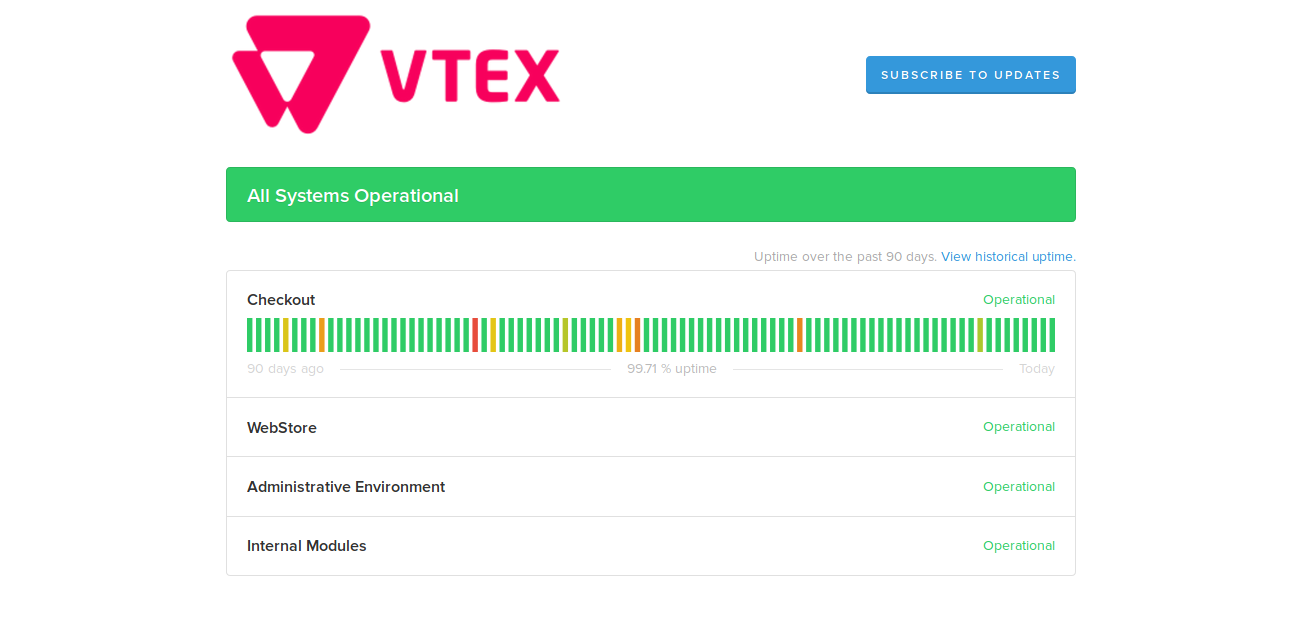 VTEX
SUBSCRIBE TO UPDATES
All Systems Operational
Uptime over the past 90 days. View historical uptime.
Checkout Operational
90 days ago 99.71 % uptime Today
WebStore Operational
Administrative Environment Operational
Internal Modules Operational